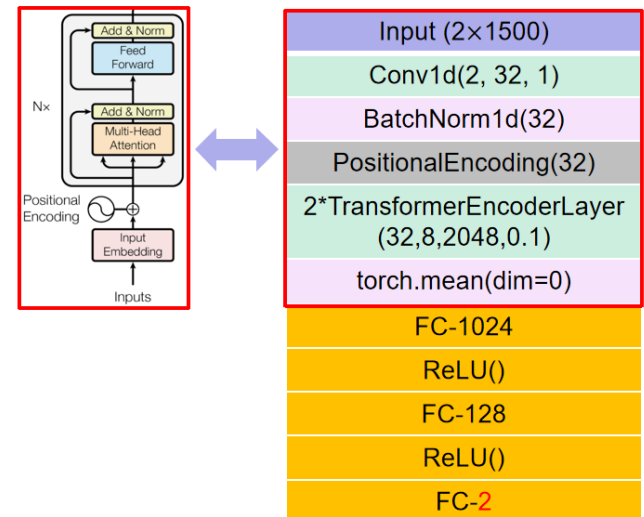 Add & Norm
Feed
Forward
N×
Add & Norm
Multi-Head
Attention
Positional
Encoding
Input
Embedding
Inputs
Input (2×1500)
Conv1d(2, 32, 1)
BatchNorm1d(32)
PositionalEncoding(32)
2*TransformerEncoderLayer
(32,8,2048,0.1)
torch.mean(dim=0)
FC-1024
ReLU()
FC-128
ReLU()
FC-2